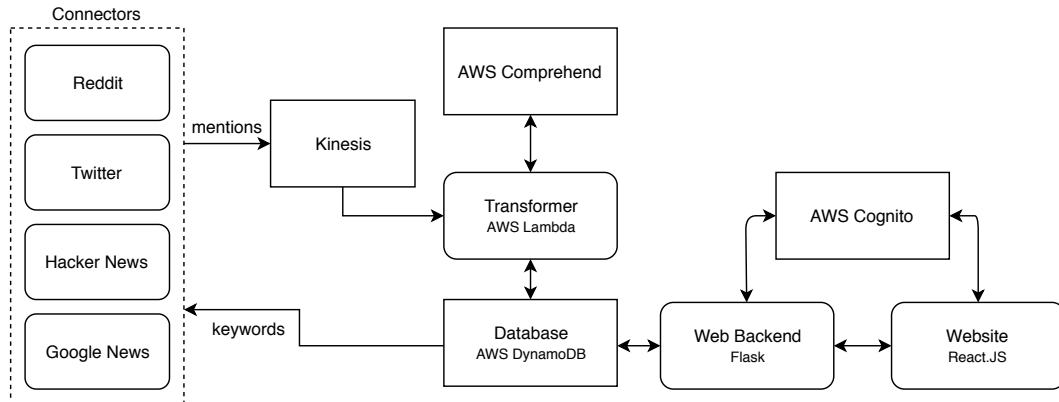 Connectors
Reddit
Twitter
Hacker News
Google News
mentions
keywords
Kinesis
AWS Comprehend
Transformer
AWS Lambda
Database
AWS DynamoDB
AWS Cognito
Web Backend
Flask
Website
React.JS